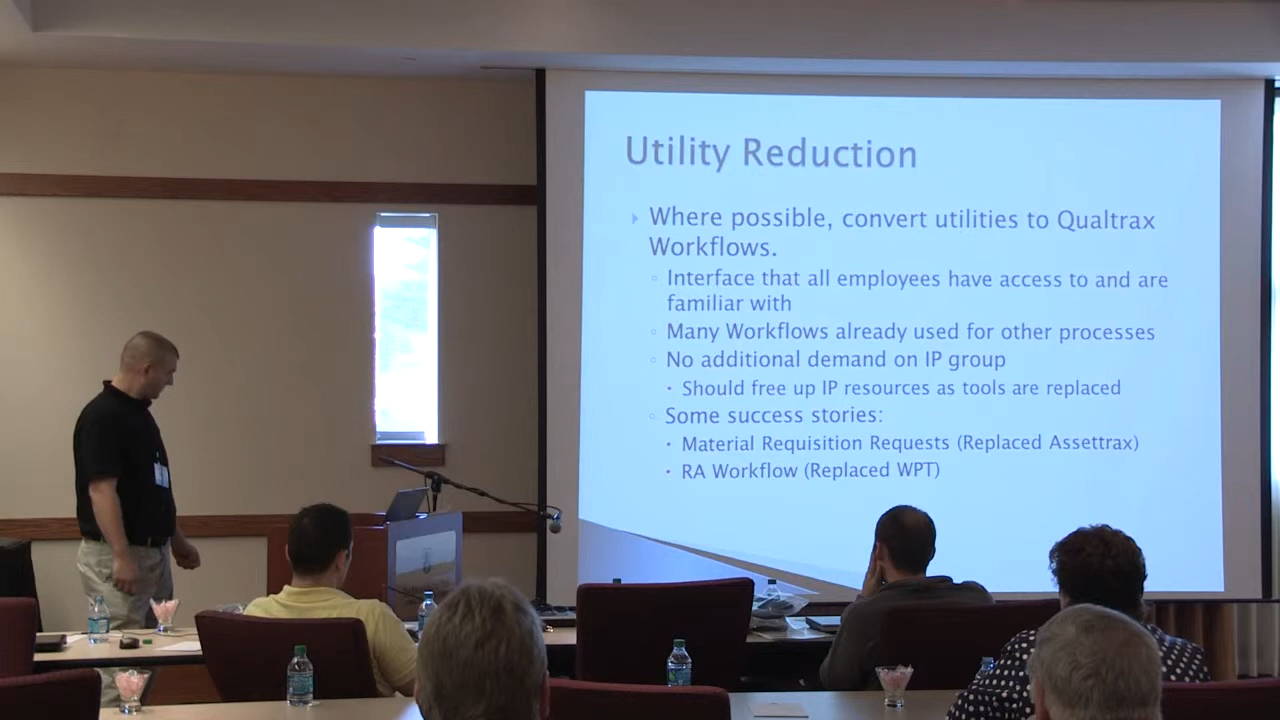 Utility Reduction
Where possible, convert utilities to Qualtrax
Workflows.
Interface that all employees have access to and are
familiar with
Many Workflows already used for other processes
No additional demand on IP group
Should free up IP resources as tools are replaced
Some success stories:
Material Requisition Requests (Replaced Assettrax)
RA Workflow (Replaced WPT)